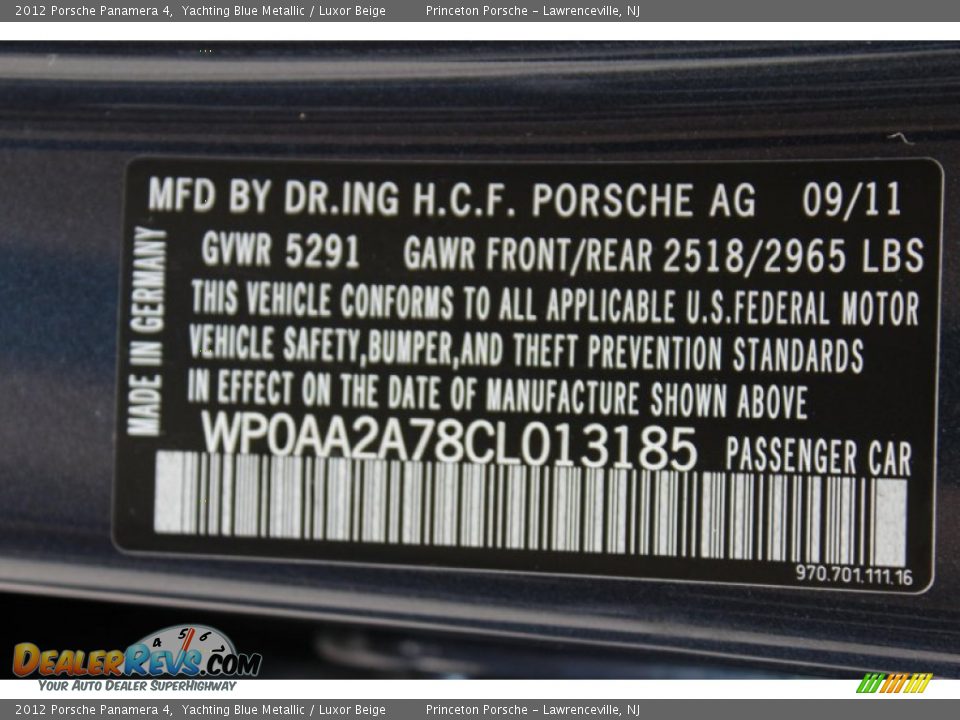 2012 Porsche Panamera 4,  Yachting Blue Metallic / Luxor Beige          Princeton Porsche - Lawrenceville, NJ
MFD BY DR.ING H.C.F. PORSCHE AG    09/11
GVWR 5291    GAWR FRONT/REAR 2518/2965 LBS
THIS VEHICLE CONFORMS TO ALL APPLICABLE U.S.FEDERAL MOTOR
VEHICLE SAFETY,BUMPER,AND THEFT PREVENTION STANDARDS
IN EFFECT ON THE DATE OF MANUFACTURE SHOWN ABOVE
MADE IN GERMANY
WP0AA2A78CL013185    PASSENGER CAR
970.701.111.16
4 5 6
DEALERREVS.COM
YOUR AUTO DEALER SUPERHIGHWAY
2012 Porsche Panamera 4,  Yachting Blue Metallic / Luxor Beige          Princeton Porsche - Lawrenceville, NJ